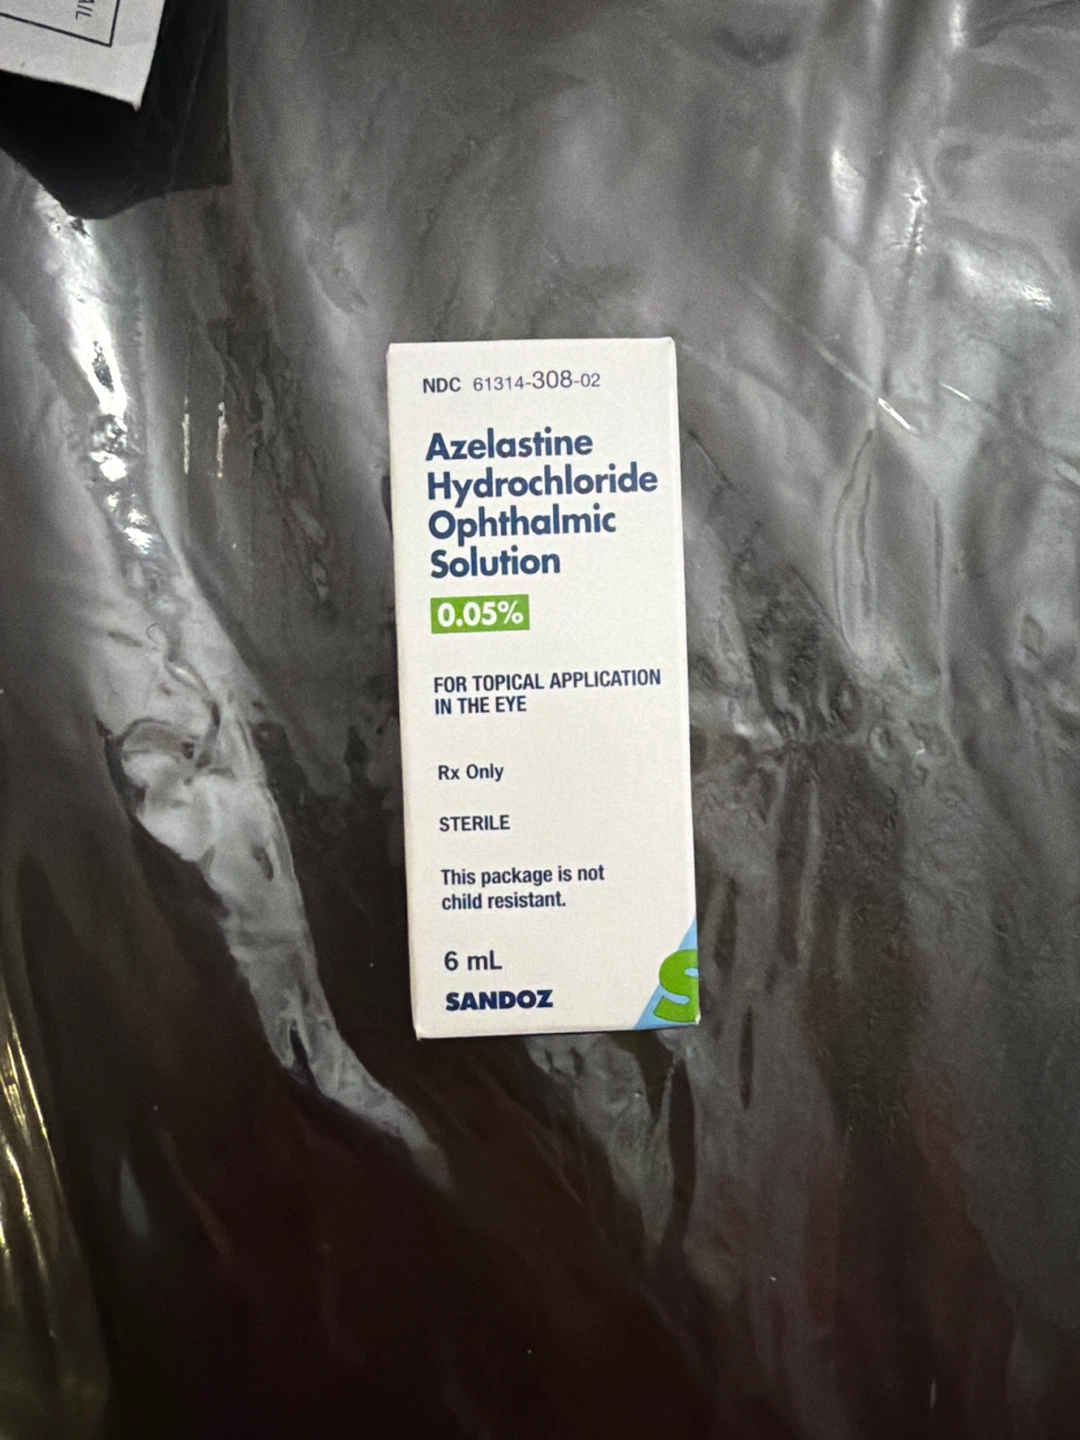 NDC 61314-308-02
Azelastine
Hydrochloride
Ophthalmic
Solution
0.05%
FOR TOPICAL APPLICATION
IN THE EYE
Rx Only
STERILE
This package is not
child resistant.
6 mL
SANDOZ
S